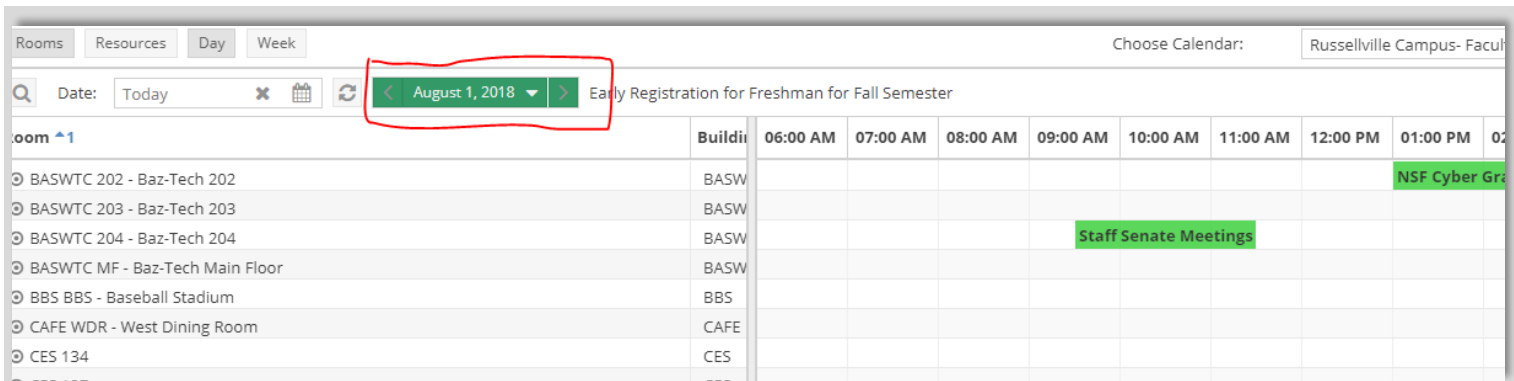 Rooms Resources Day Week Choose Calendar: Russellville Campus- Facul
Date: Today August 1, 2018 Early Registration for Freshman for Fall Semester
oom 1 Buildi 06:00 AM 07:00 AM 08:00 AM 09:00 AM 10:00 AM 11:00 AM 12:00 PM 01:00 PM 02
BASWTC 202 - Baz-Tech 202 BASW NSF Cyber Gra
BASWTC 203 - Baz-Tech 203 BASW
BASWTC 204 - Baz-Tech 204 BASW Staff Senate Meetings
BASWTC MF - Baz-Tech Main Floor BASW
BBS BBS - Baseball Stadium BBS
CAFE WDR - West Dining Room CAFE
CES 134 CES